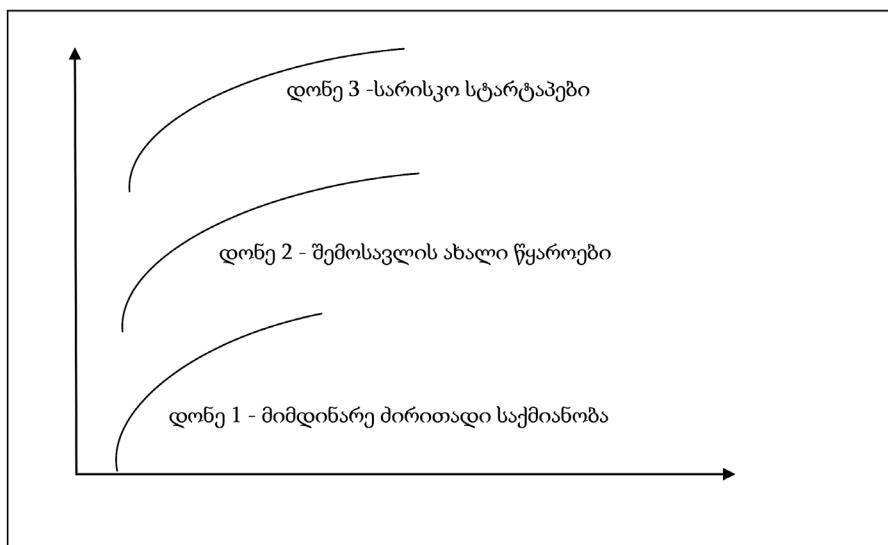 დონე 3 -სარისკო სტარტაპები
დონე 2 - შემოსავლის ახალი წყაროები
დონე 1 - მიმდინარე ძირითადი საქმიანობა